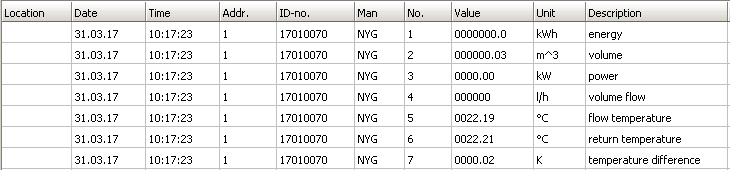 Location Date Time Addr. ID-no. Man No. Value Unit Description
31.03.17 10:17:23 1 17010070 NYG 1 0000000.0 kWh energy
31.03.17 10:17:23 1 17010070 NYG 2 000000.03 m^3 volume
31.03.17 10:17:23 1 17010070 NYG 3 0000.00 kW power
31.03.17 10:17:23 1 17010070 NYG 4 000000 l/h volume flow
31.03.17 10:17:23 1 17010070 NYG 5 0022.19 °C flow temperature
31.03.17 10:17:23 1 17010070 NYG 6 0022.21 °C return temperature
31.03.17 10:17:23 1 17010070 NYG 7 0000.02 K temperature difference